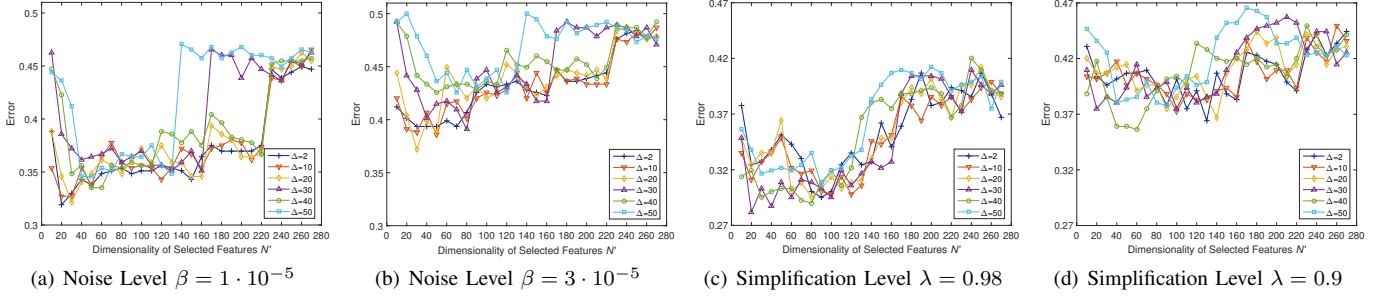 0.5
0.45
0.4
0.35
0.3
Error
0 20 40 60 80 100 120 140 160 180 200 220 240 260 280
Dimensionality of Selected Features N'
Δ=2
Δ=10
Δ=20
Δ=30
Δ=40
Δ=50
(a) Noise Level β = 1 · 10⁻⁵
0.5
0.45
0.4
0.35
0.3
Error
0 20 40 60 80 100 120 140 160 180 200 220 240 260 280
Dimensionality of Selected Features N'
Δ=2
Δ=10
Δ=20
Δ=30
Δ=40
Δ=50
(b) Noise Level β = 3 · 10⁻⁵
0.47
0.42
0.37
0.32
0.27
Error
0 20 40 60 80 100 120 140 160 180 200 220 240 260 280
Dimensionality of Selected Features N'
Δ=2
Δ=10
Δ=20
Δ=30
Δ=40
Δ=50
(c) Simplification Level λ = 0.98
0.47
0.42
0.37
0.32
0.27
Error
0 20 40 60 80 100 120 140 160 180 200 220 240 260 280
Dimensionality of Selected Features N'
Δ=2
Δ=10
Δ=20
Δ=30
Δ=40
Δ=50
(d) Simplification Level λ = 0.9